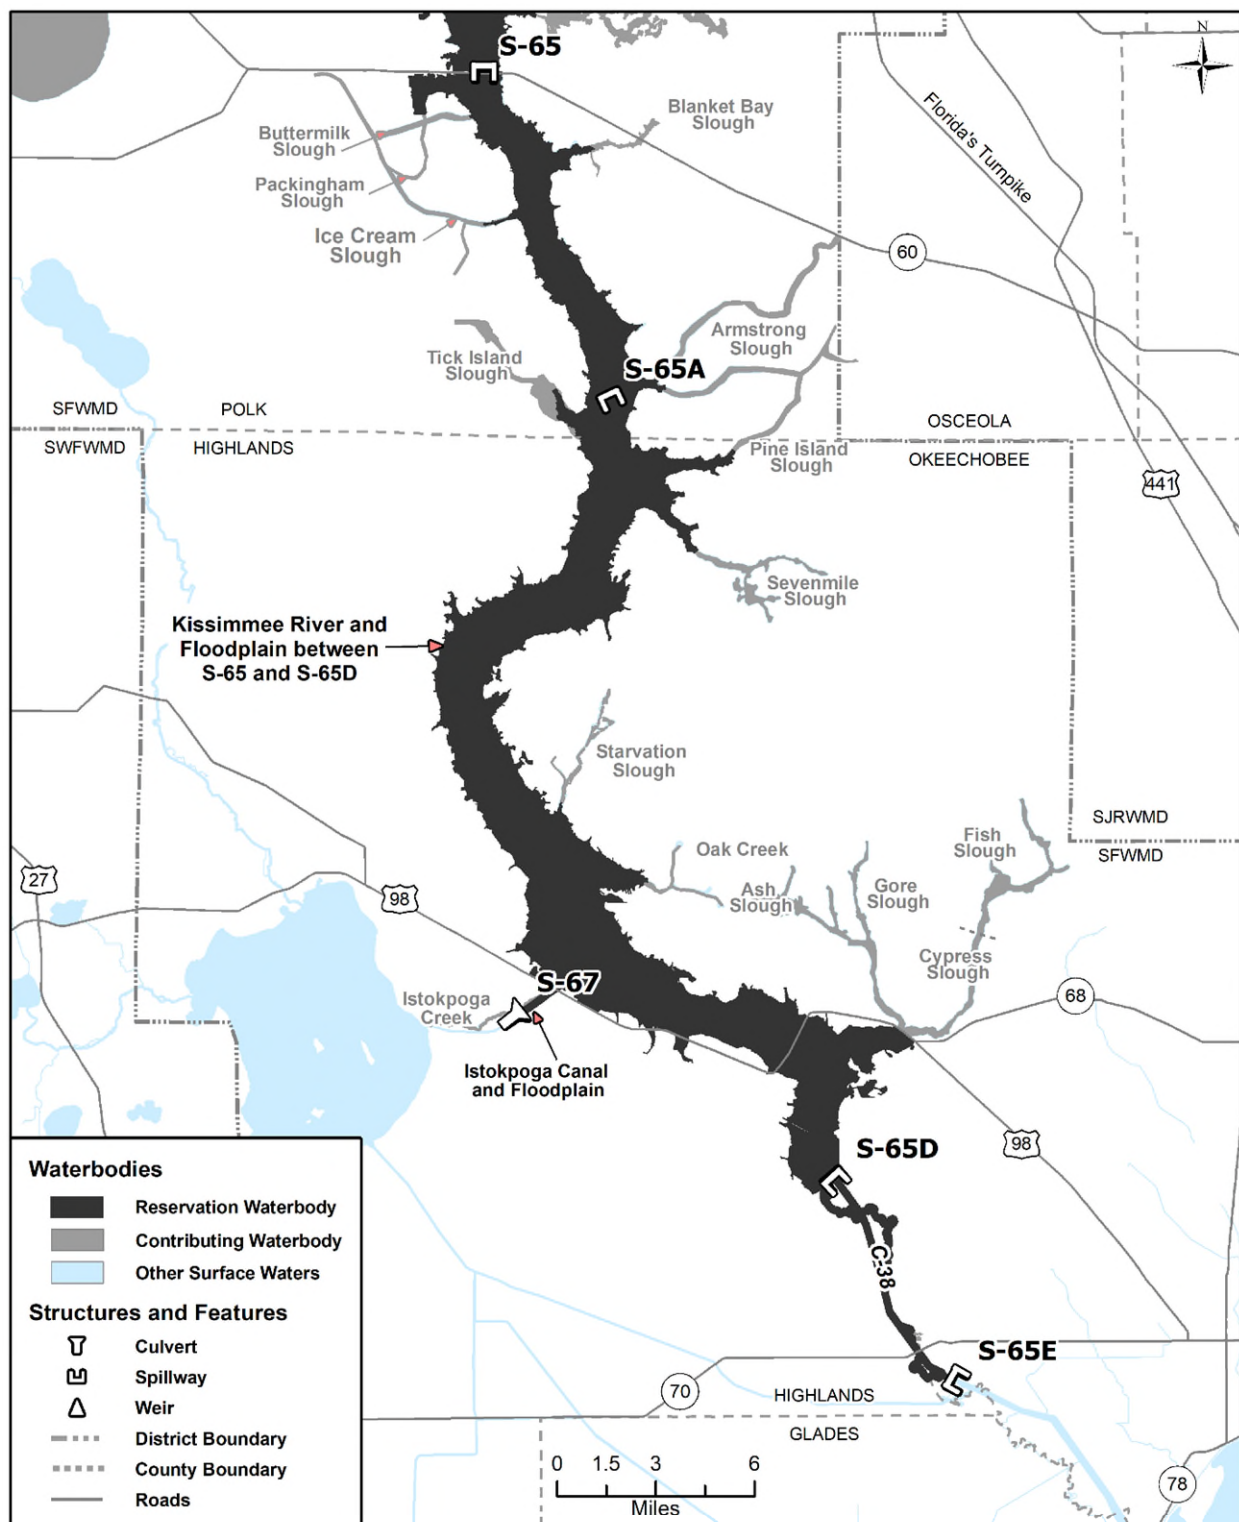 S-65
N
Blanket Bay
Slough
Buttermilk
Slough
Florida's Turnpike
Packingham
Slough
Ice Cream
Slough
60
Armstrong
Slough
Tick Island
Slough
S-65A
SFWMD
POLK
OSCEOLA
SWFWMD
HIGHLANDS
Pine Island
Slough
OKEECHOBEE
441
Sevenmile
Slough
Kissimmee River and
Floodplain between
S-65 and S-65D
Starvation
Slough
SJRWMD
SFWMD
Fish
Slough
Oak Creek
27
98
Ash
Slough
Gore
Slough
Cypress
Slough
S-67
Istokpoga
Creek
68
Istokpoga Canal
and Floodplain
98
S-65D
C-38
S-65E
70
HIGHLANDS
GLADES
78
Waterbodies
Reservation Waterbody
Contributing Waterbody
Other Surface Waters
Structures and Features
Culvert
Spillway
Weir
District Boundary
County Boundary
Roads
0 1.5 3 6
Miles